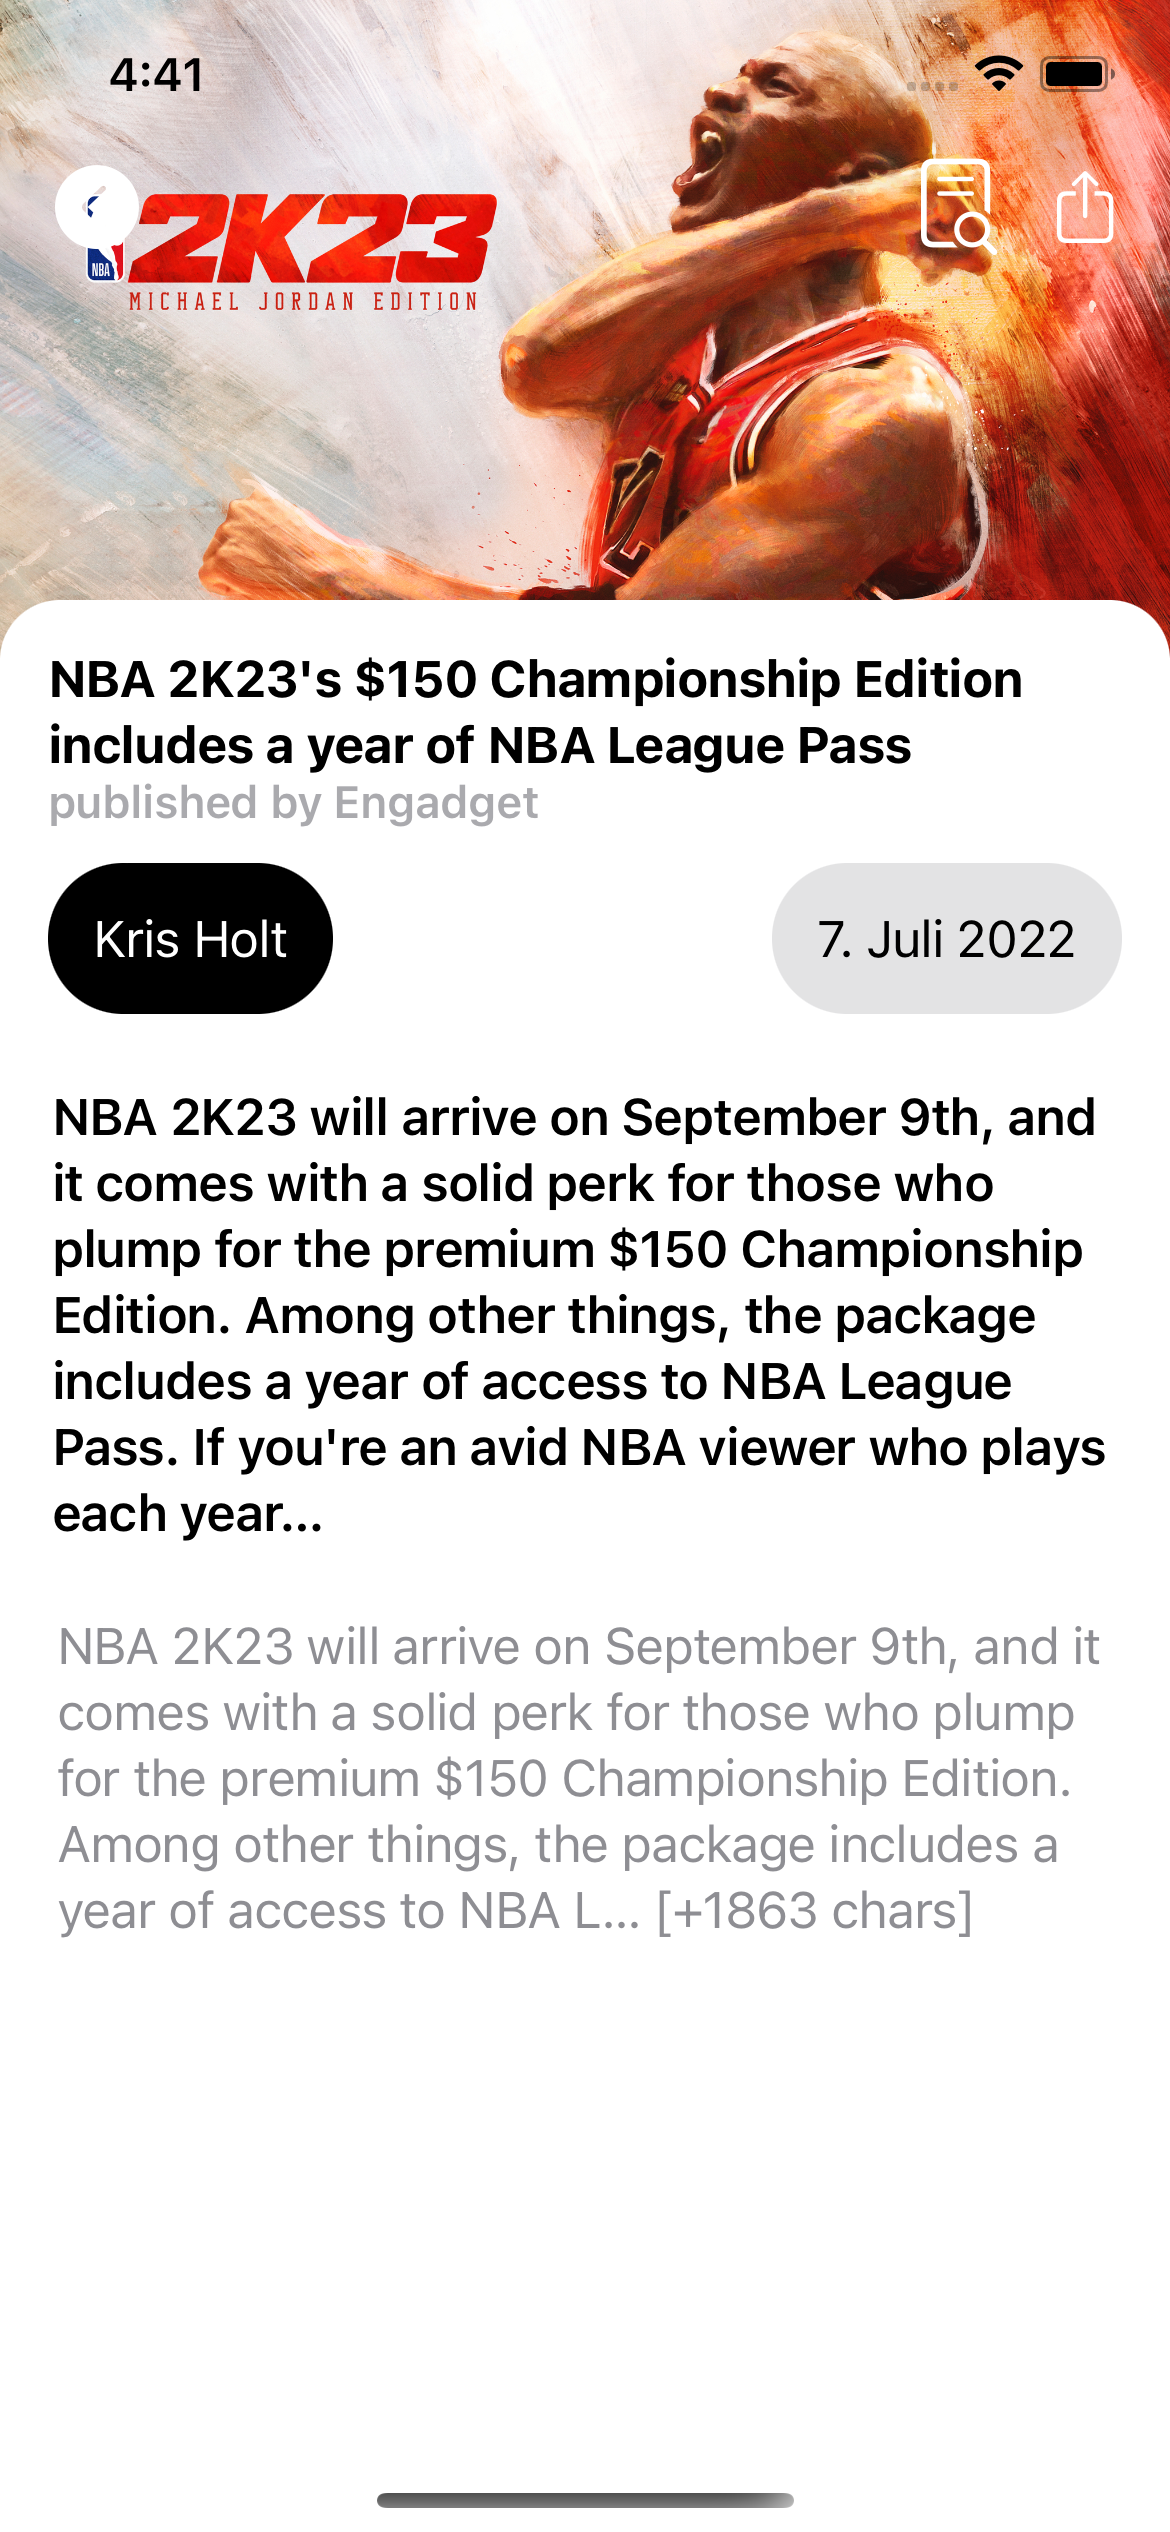 4:41
NBA
2K23
MICHAEL JORDAN EDITION
NBA 2K23's $150 Championship Edition
includes a year of NBA League Pass
published by Engadget
Kris Holt
7. Juli 2022
NBA 2K23 will arrive on September 9th, and
it comes with a solid perk for those who
plump for the premium $150 Championship
Edition. Among other things, the package
includes a year of access to NBA League
Pass. If you're an avid NBA viewer who plays
each year...
NBA 2K23 will arrive on September 9th, and it
comes with a solid perk for those who plump
for the premium $150 Championship Edition.
Among other things, the package includes a
year of access to NBA L... [+1863 chars]